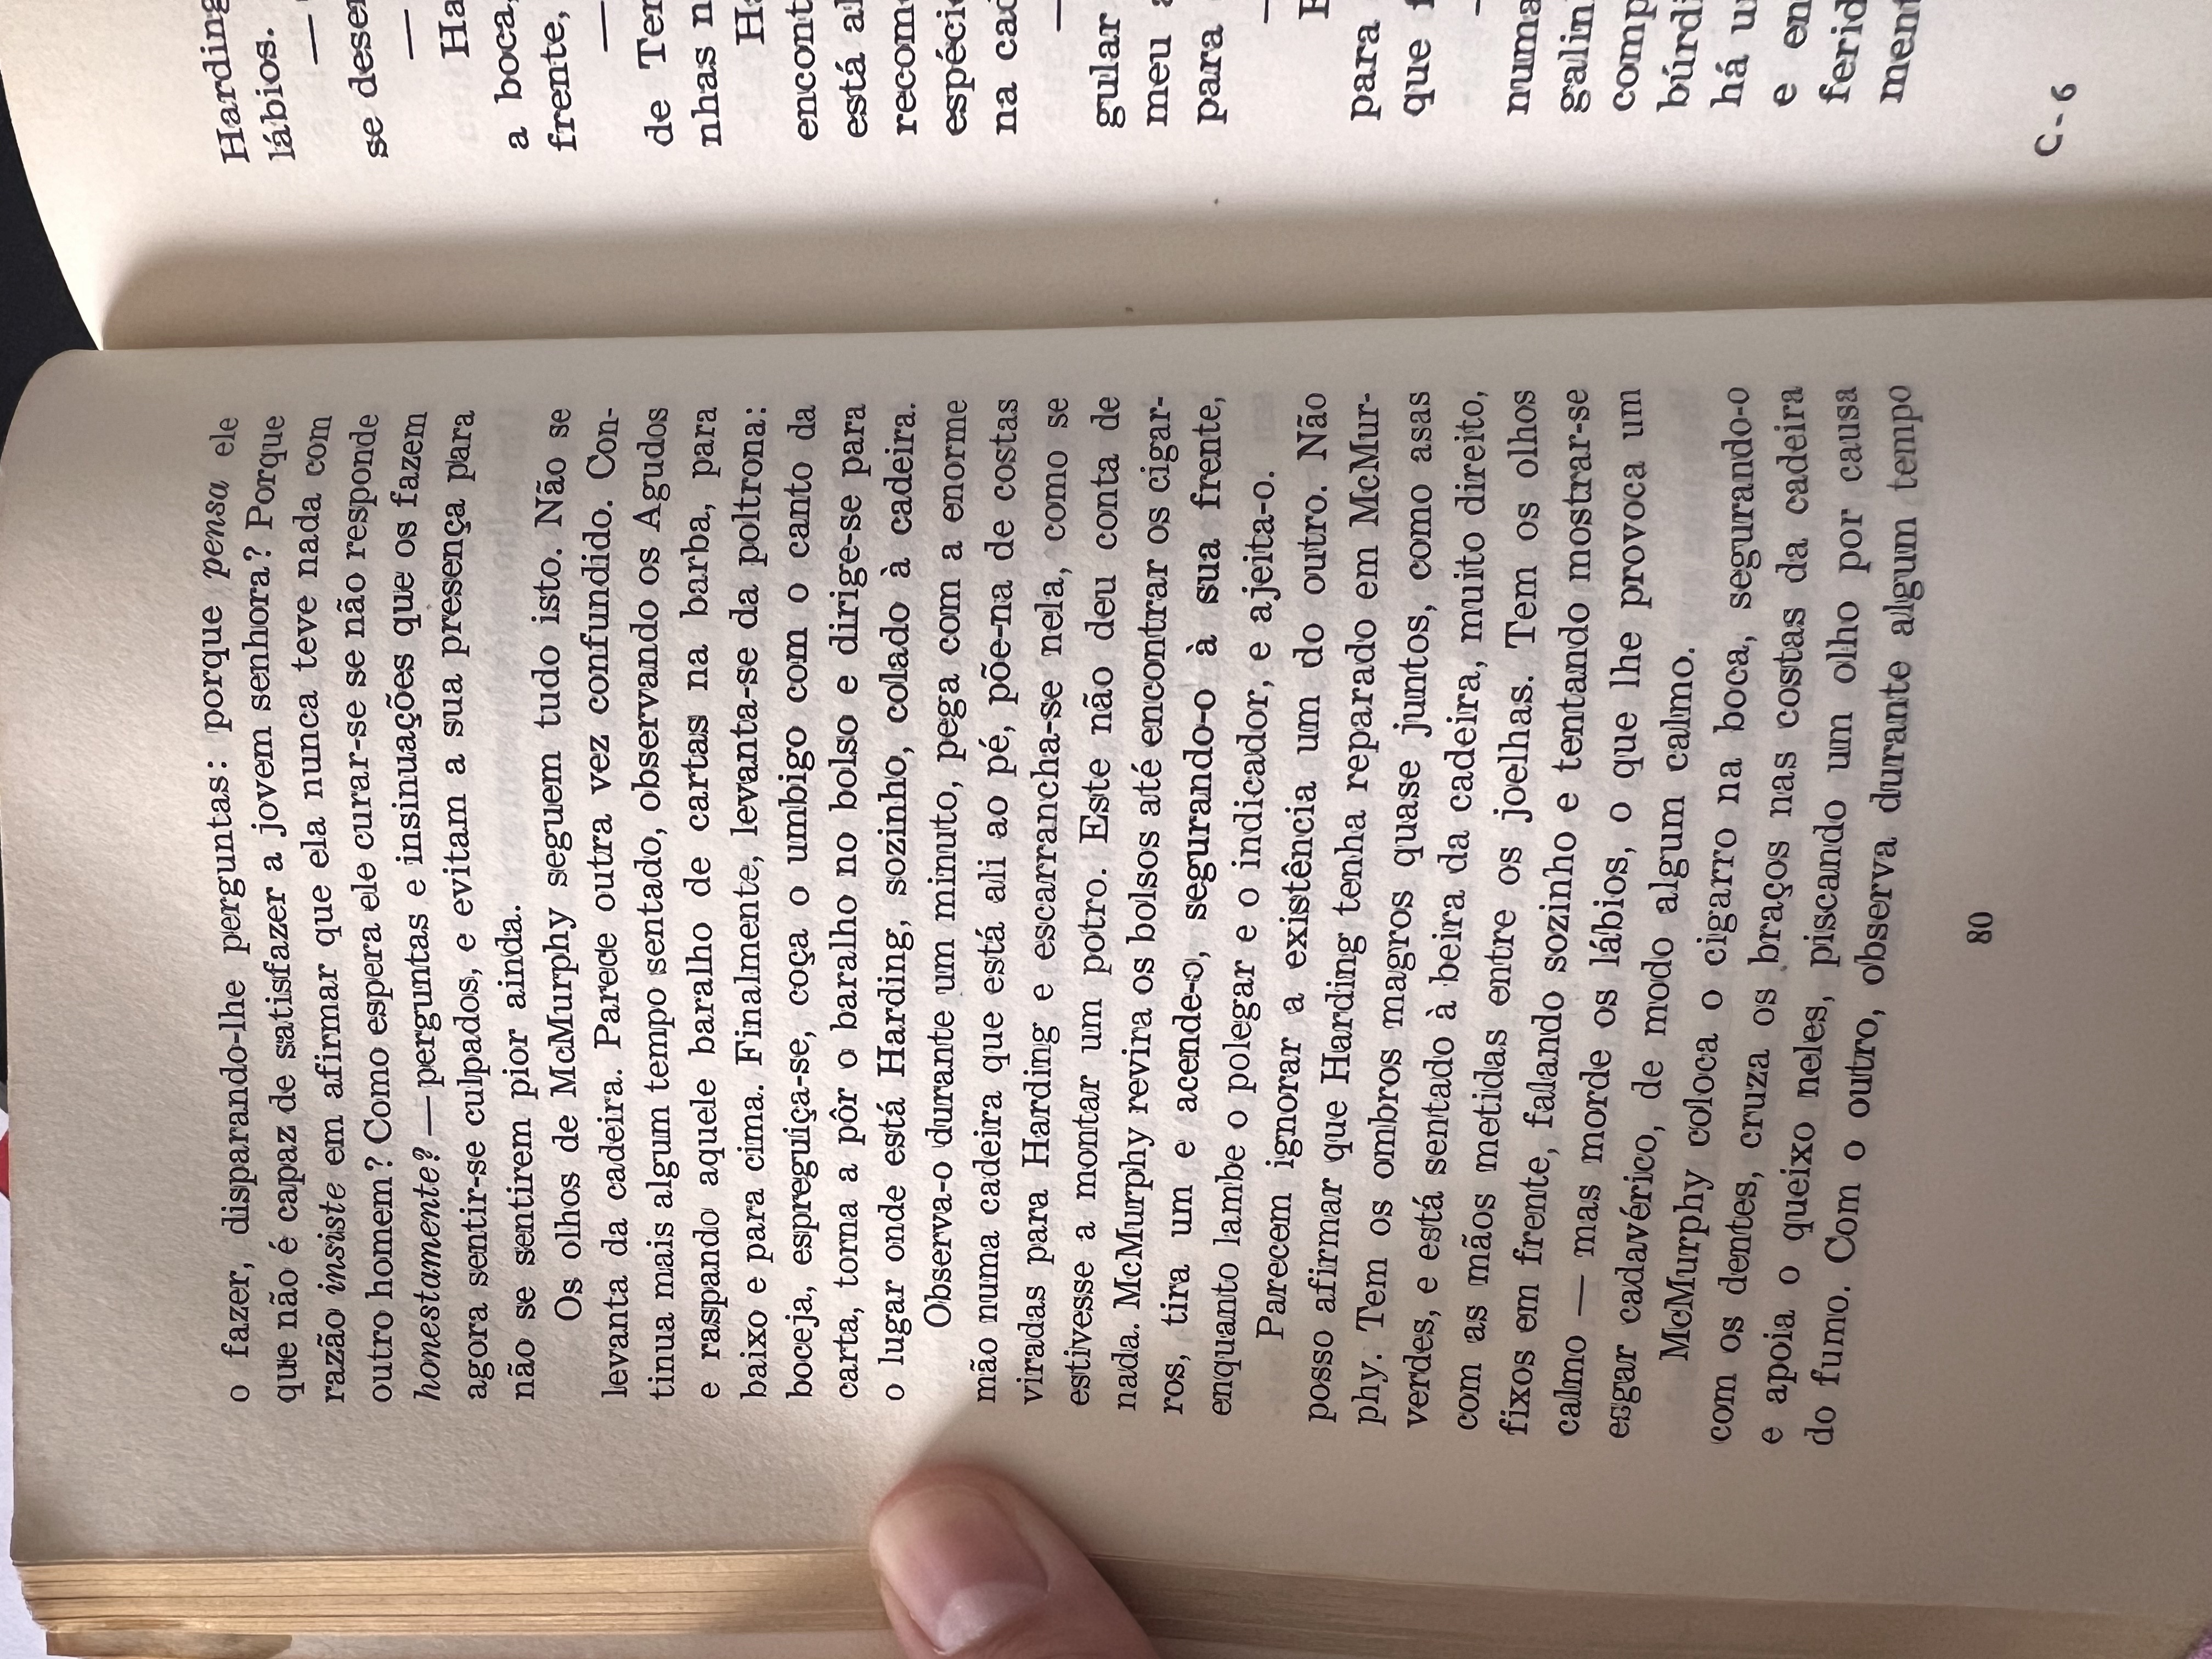 o fazer, disparando-lhe perguntas: porque pensa ele
que não é capaz de satisfazer a jovem senhora? Porque
razão insiste em afirmar que ela nunca teve nada com
outro homem? Como espera ele curar-se se não responde
honestamente? — perguntas e insinuações que os fazem
agora sentir-se culpados, e evitam a sua presença para
não se sentirem pior ainda.
Os olhos de McMurphy seguem tudo isto. Não se
levanta da cadeira. Parece outra vez confundido. Con-
tinua mais algum tempo sentado, observando os Agudos
e raspando aquele baralho de cartas na barba, para
baixo e para cima. Finalmente, levanta-se da poltrona:
boceja, espreguiça-se, coça o umbigo com o canto da
carta, torna a pôr o baralho no bolso e dirige-se para
o lugar onde está Harding, sozinho, colado à cadeira.
Observa-o durante um minuto, pega com a enorme
mão numa cadeira que está ali ao pé, põe-na de costas
viradas para Harding e escarrancha-se nela, como se
estivesse a montar um potro. Este não deu conta de
nada. McMurphy revira os bolsos até encontrar os cigar-
ros, tira um e acende-o, segurando-o à sua frente,
enquanto lambe o polegar e o indicador, e ajeita-o.
Parecem ignorar a existência um do outro. Não
posso afirmar que Harding tenha reparado em McMur-
phy. Tem os ombros magros quase juntos, como asas
verdes, e está sentado à beira da cadeira, muito direito,
com as mãos metidas entre os joelhas. Tem os olhos
fixos em frente, falando sozinho e tentando mostrar-se
calmo — mas morde os lábios, o que lhe provoca um
esgar cadavérico, de modo algum calmo.
McMurphy coloca o cigarro na boca, segurando-o
com os dentes, cruza os braços nas costas da cadeira
e apoia o queixo neles, piscando um olho por causa
do fumo. Com o outro, observa durante algum tempo
80
Harding
lábios.
—
se deser
—
Ha
a boca,
frente,
—
de Ter
nhas n
Ha
encont
está al
recom
espéci
na cad
—
gular
meu a
para
—
E
para
que f
—
numa
galin
comp
búrdi
há u
e en
ferid
ment
C - 6